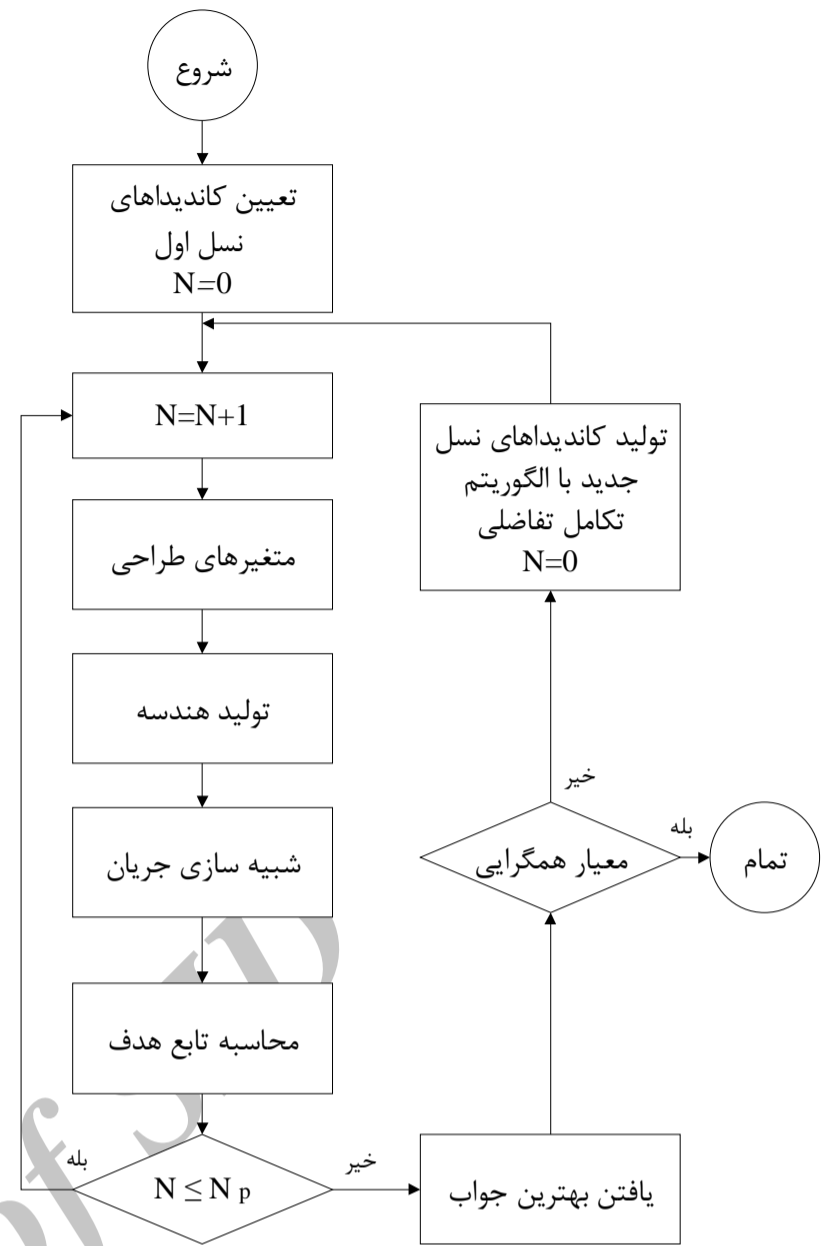 شروع
تعیین کاندیداهای
نسل اول
N=0
N=N+1
متغیرهای طراحی
تولید هندسه
شبیه سازی جریان
محاسبه تابع هدف
N ≤ N p
بله
خیر
یافتن بهترین جواب
معیار همگرایی
بله
تمام
خیر
تولید کاندیداهای نسل
جدید با الگوریتم
تکامل تفاضلی
N=0
of